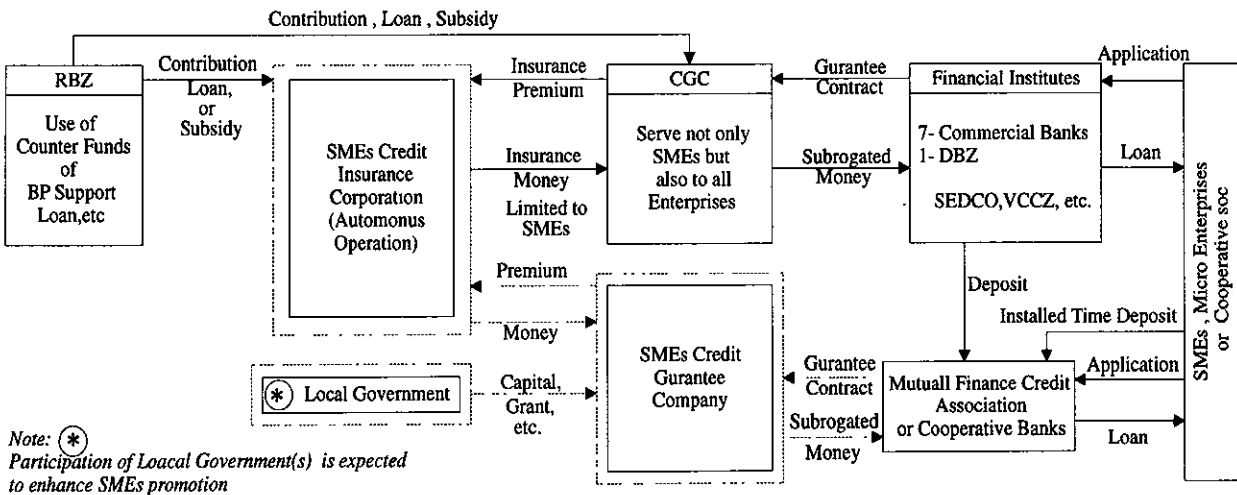 Contribution , Loan , Subsidy
RBZ
Use of
Counter Funds
of
BP Support
Loan,etc
Contribution
Loan,
or
Subsidy
SMEs Credit
Insurance
Corporation
(Automonus
Operation)
Insurance
Premium
Insurance
Money
Limited to
SMEs
CGC
Serve not only
SMEs but
also to all
Enterprises
Gurantee
Contract
Subrogated
Money
Financial Institutes
7- Commercial Banks
1- DBZ
SEDCO,VCCZ, etc.
Application
Loan
SMEs , Micro Enterprises
or Cooperative soc
Premium
Money
Deposit
Installed Time Deposit
* Local Government
Capital,
Grant,
etc.
SMEs Credit
Gurantee
Company
Gurantee
Contract
Subrogated
Money
Mutuall Finance Credit
Association
or Cooperative Banks
Application
Loan
Note: *
Participation of Loacal Government(s) is expected
to enhance SMEs promotion